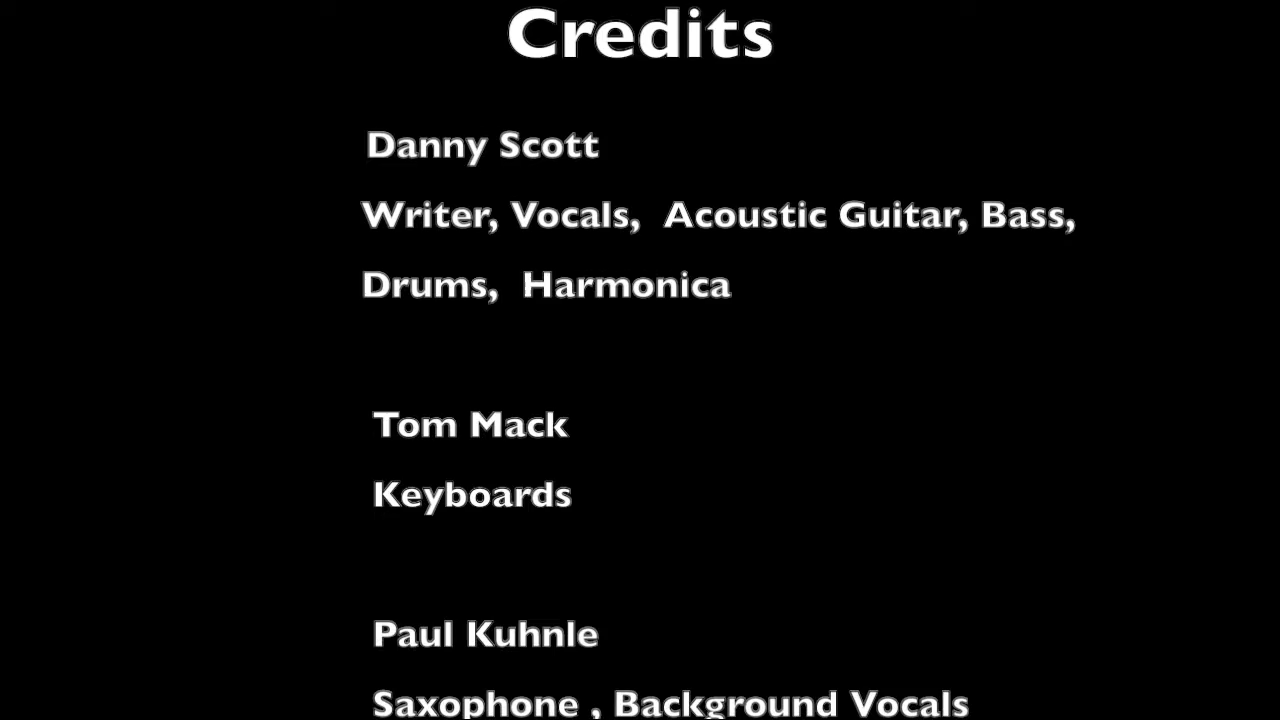 Credits
Danny Scott
Writer, Vocals,  Acoustic Guitar, Bass,
Drums,  Harmonica
Tom Mack
Keyboards
Paul Kuhnle
Saxophone , Background Vocals